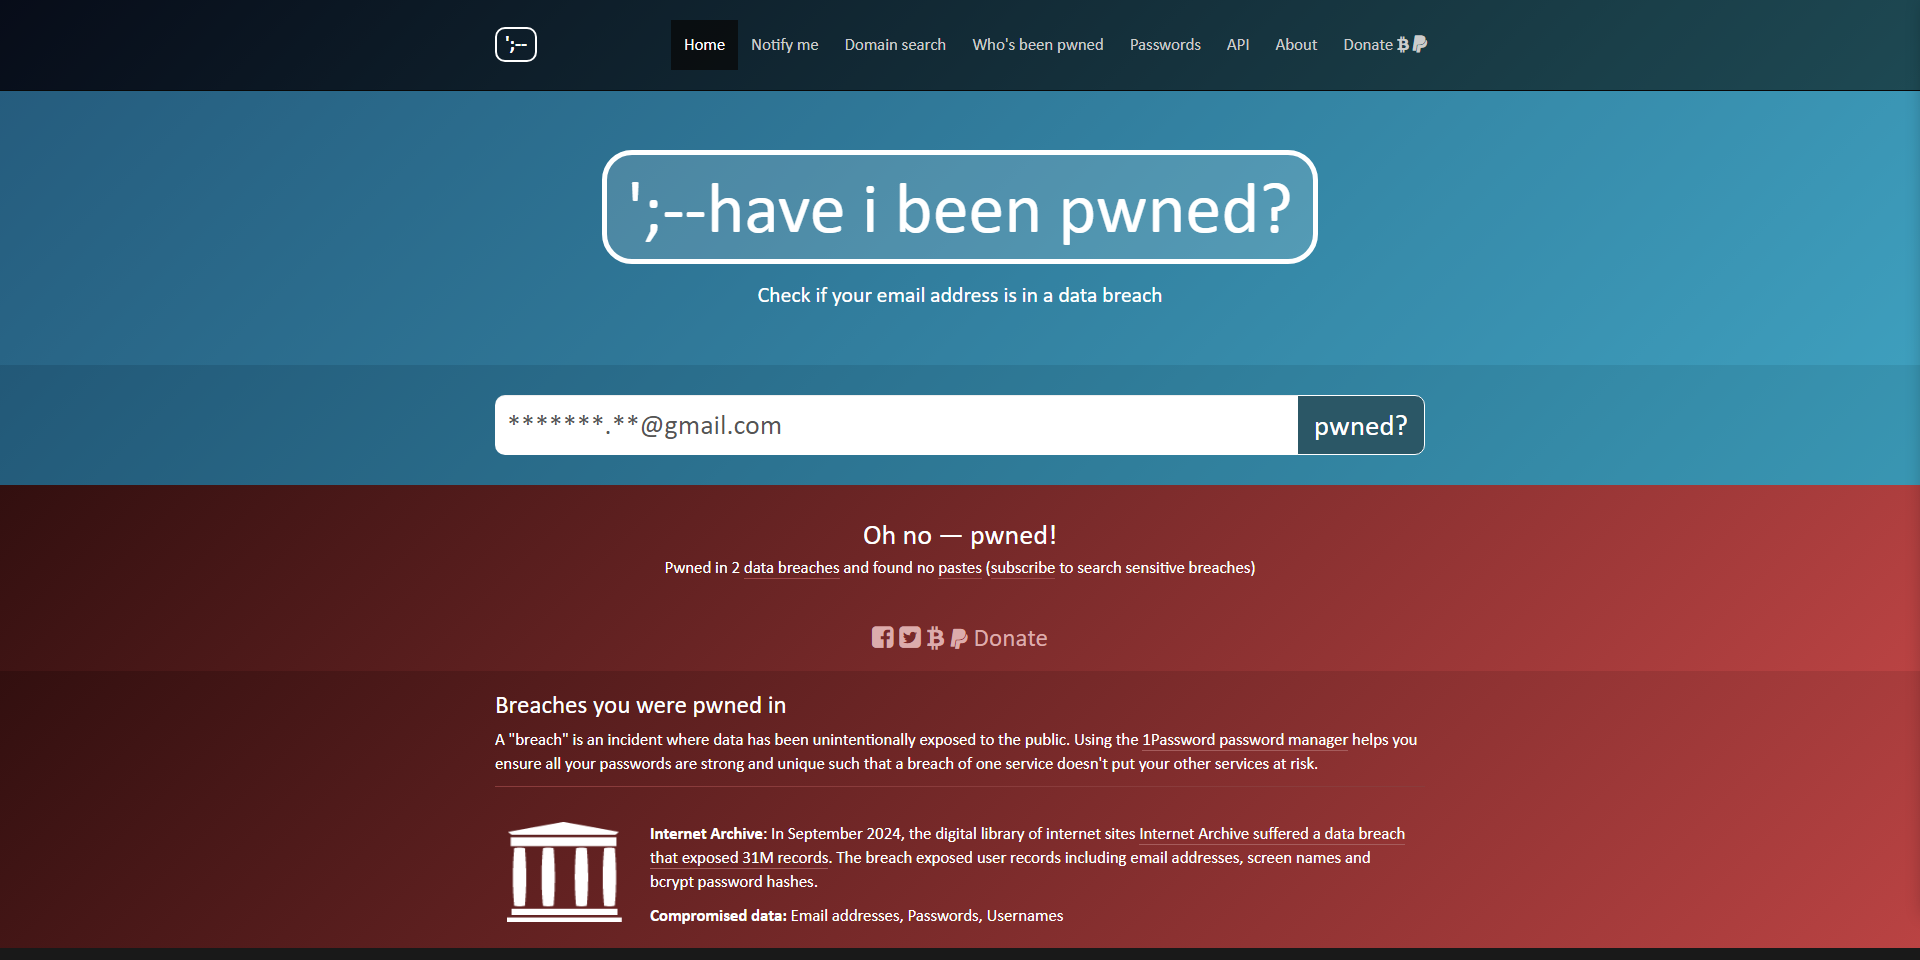 ';--
Home Notify me Domain search Who's been pwned Passwords API About Donate
';--have i been pwned?
Check if your email address is in a data breach
*******.**@gmail.com pwned?
Oh no — pwned!
Pwned in 2 data breaches and found no pastes (subscribe to search sensitive breaches)
Donate
Breaches you were pwned in
A "breach" is an incident where data has been unintentionally exposed to the public. Using the 1Password password manager helps you
ensure all your passwords are strong and unique such that a breach of one service doesn't put your other services at risk.
Internet Archive: In September 2024, the digital library of internet sites Internet Archive suffered a data breach
that exposed 31M records. The breach exposed user records including email addresses, screen names and
bcrypt password hashes.
Compromised data: Email addresses, Passwords, Usernames